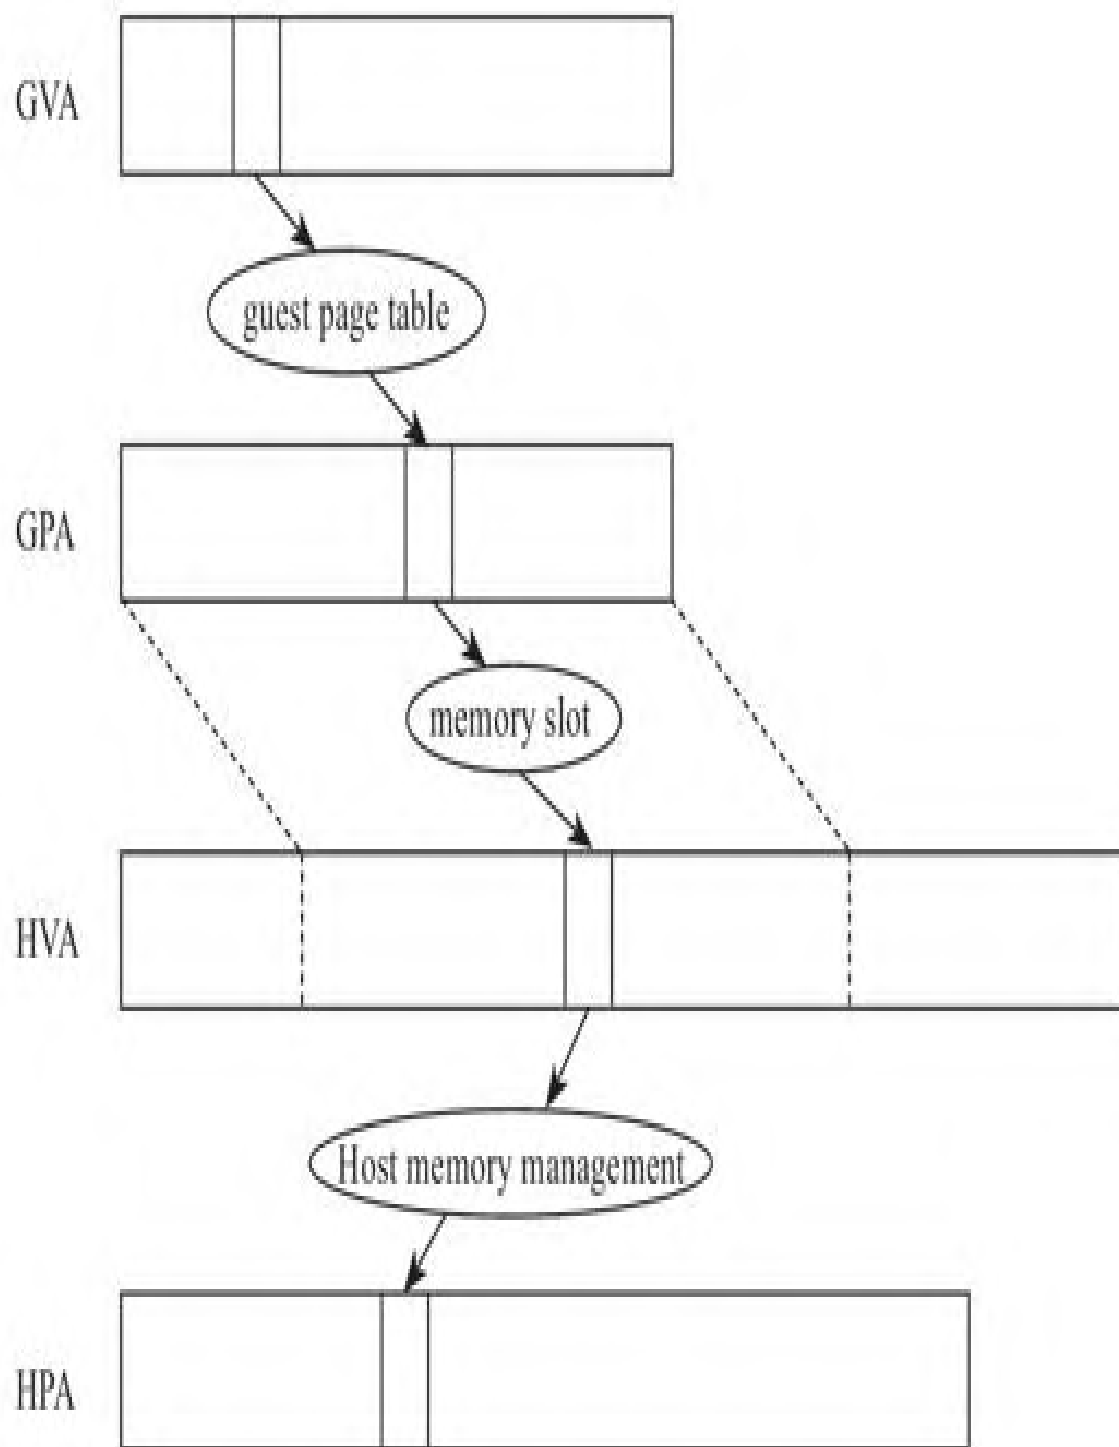 GVA
guest page table
GPA
memory slot
HVA
Host memory management
HPA